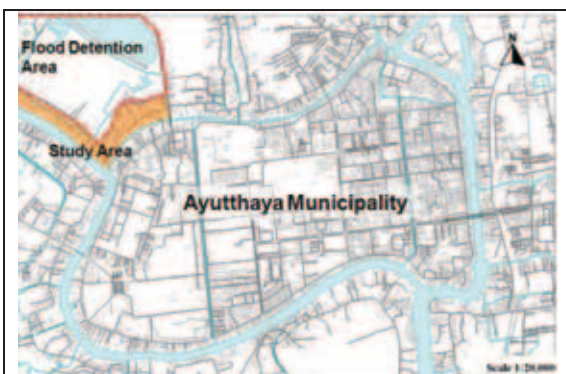 Flood Detention
Area
N
Study Area
Ayutthaya Municipality
Scale 1:20,000